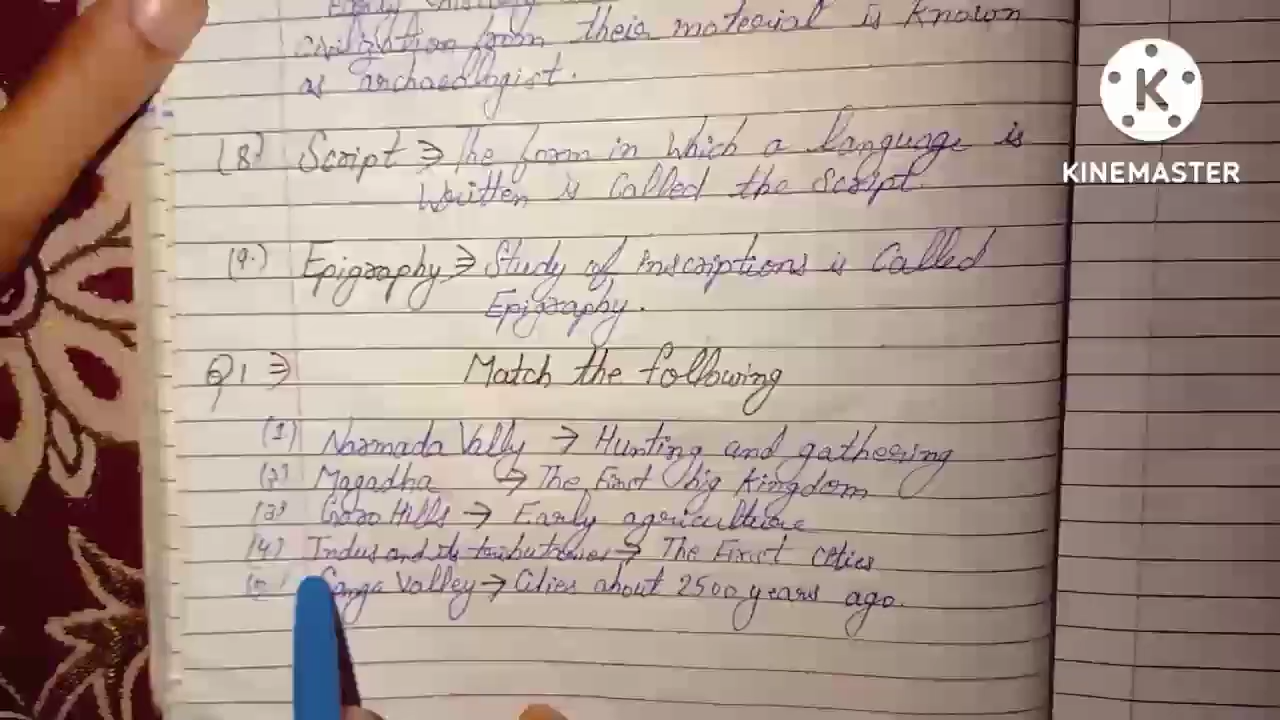 civilization from their material is known
as archaeologist.
(8) Script ⇒ The form in which a language is
Written is Called the Script.
(9.) Epigraphy ⇒ Study of Inscriptions is Called
Epigraphy.
Q1 ⇒ Match the following
(1) Narmada Vally → Hunting and gathering
(2) Magadha → The First big Kingdom
(3) Garo Hills → Early agriculture
(4) Indus and its tributaries → The First Cities
Ganga Valley → Cities about 2500 years ago.
K
KINEMASTER